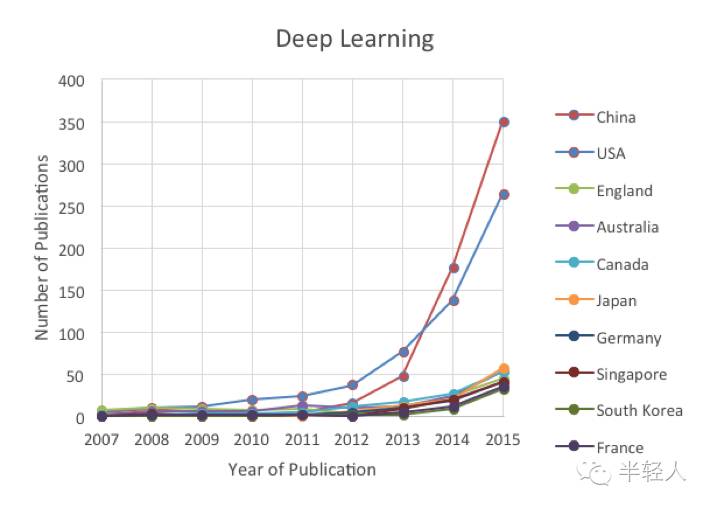 Deep Learning
400
350
300
250
200
150
100
50
0
Number of Publications
2007 2008 2009 2010 2011 2012 2013 2014 2015
Year of Publication
China
USA
England
Australia
Canada
Japan
Germany
Singapore
South Korea
France
半轻人